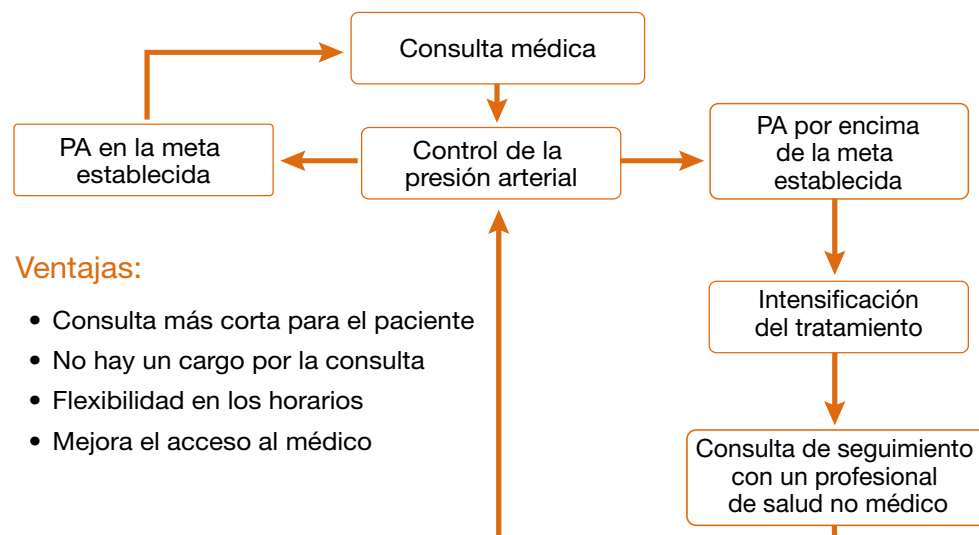 Consulta médica
PA en la meta
establecida
Control de la
presión arterial
PA por encima
de la meta
establecida
Ventajas:
• Consulta más corta para el paciente
• No hay un cargo por la consulta
• Flexibilidad en los horarios
• Mejora el acceso al médico
Intensificación
del tratamiento
Consulta de seguimiento
con un profesional
de salud no médico